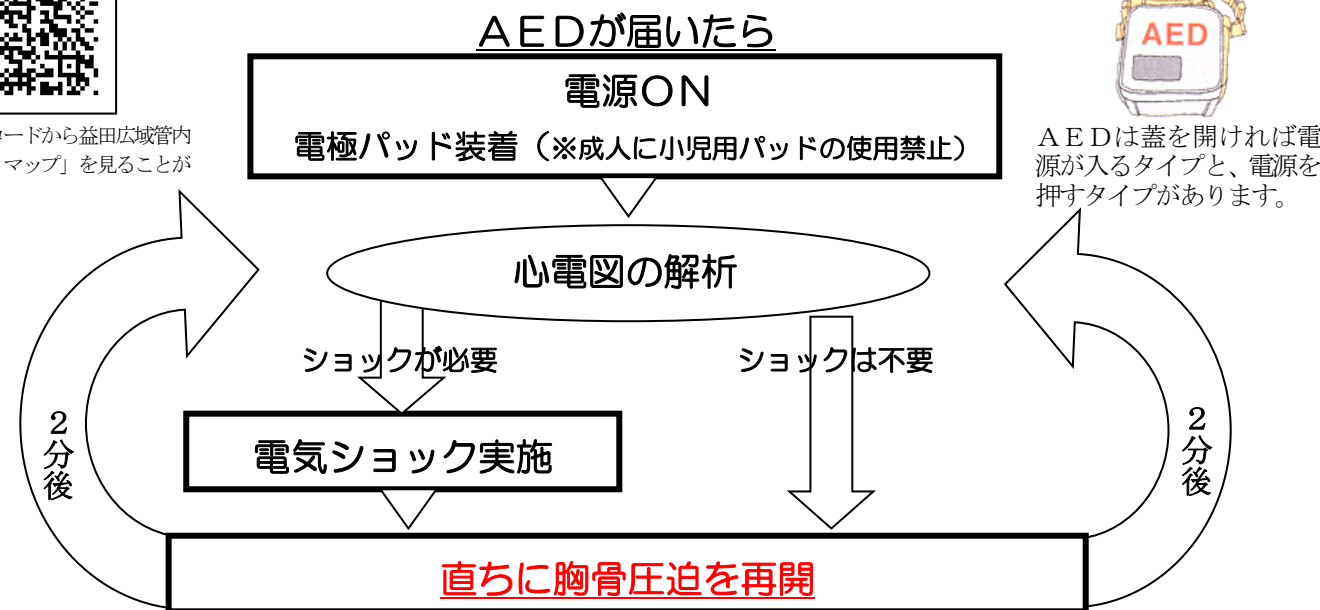 AEDが届いたら
AED
電源ON
電極パッド装着（※成人に小児用パッドの使用禁止）
ードから益田広域管内
マップ」を見ることが
AEDは蓋を開ければ電
源が入るタイプと、電源を
押すタイプがあります。
心電図の解析
ショックが必要
ショックは不要
2分後
電気ショック実施
2分後
直ちに胸骨圧迫を再開